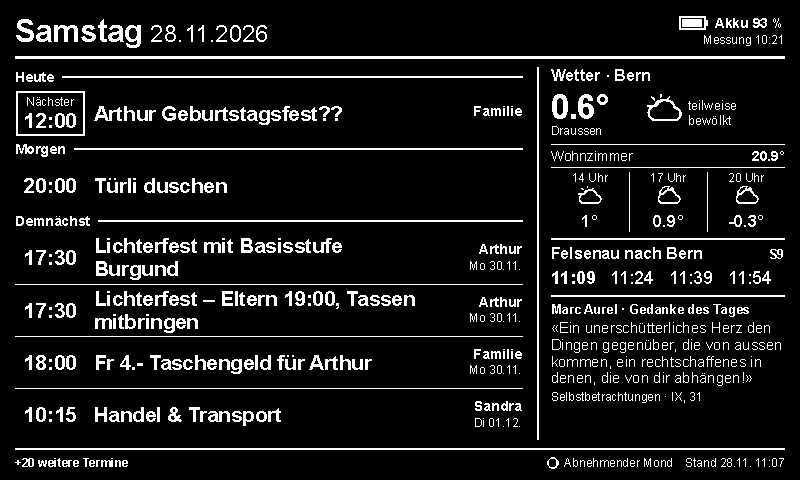 Samstag 28.11.2026
Akku 93 %
Messung 10:21
Heute
Nächster
12:00 Arthur Geburtstagsfest?? Familie
Morgen
20:00 Türli duschen
Demnächst
17:30 Lichterfest mit Basisstufe Arthur
Burgund Mo 30.11.
17:30 Lichterfest – Eltern 19:00, Tassen Arthur
mitbringen Mo 30.11.
18:00 Fr 4.- Taschengeld für Arthur Familie
Mo 30.11.
10:15 Handel & Transport Sandra
Di 01.12.
Wetter · Bern
0.6° teilweise
bewölkt
Draussen
Wohnzimmer 20.9°
14 Uhr 17 Uhr 20 Uhr
1° 0.9° -0.3°
Felsenau nach Bern S9
11:09 11:24 11:39 11:54
Marc Aurel · Gedanke des Tages
«Ein unerschütterliches Herz den
Dingen gegenüber, die von aussen
kommen, ein rechtschaffenes in
denen, die von dir abhängen!»
Selbstbetrachtungen · IX, 31
+20 weitere Termine
Abnehmender Mond Stand 28.11. 11:07